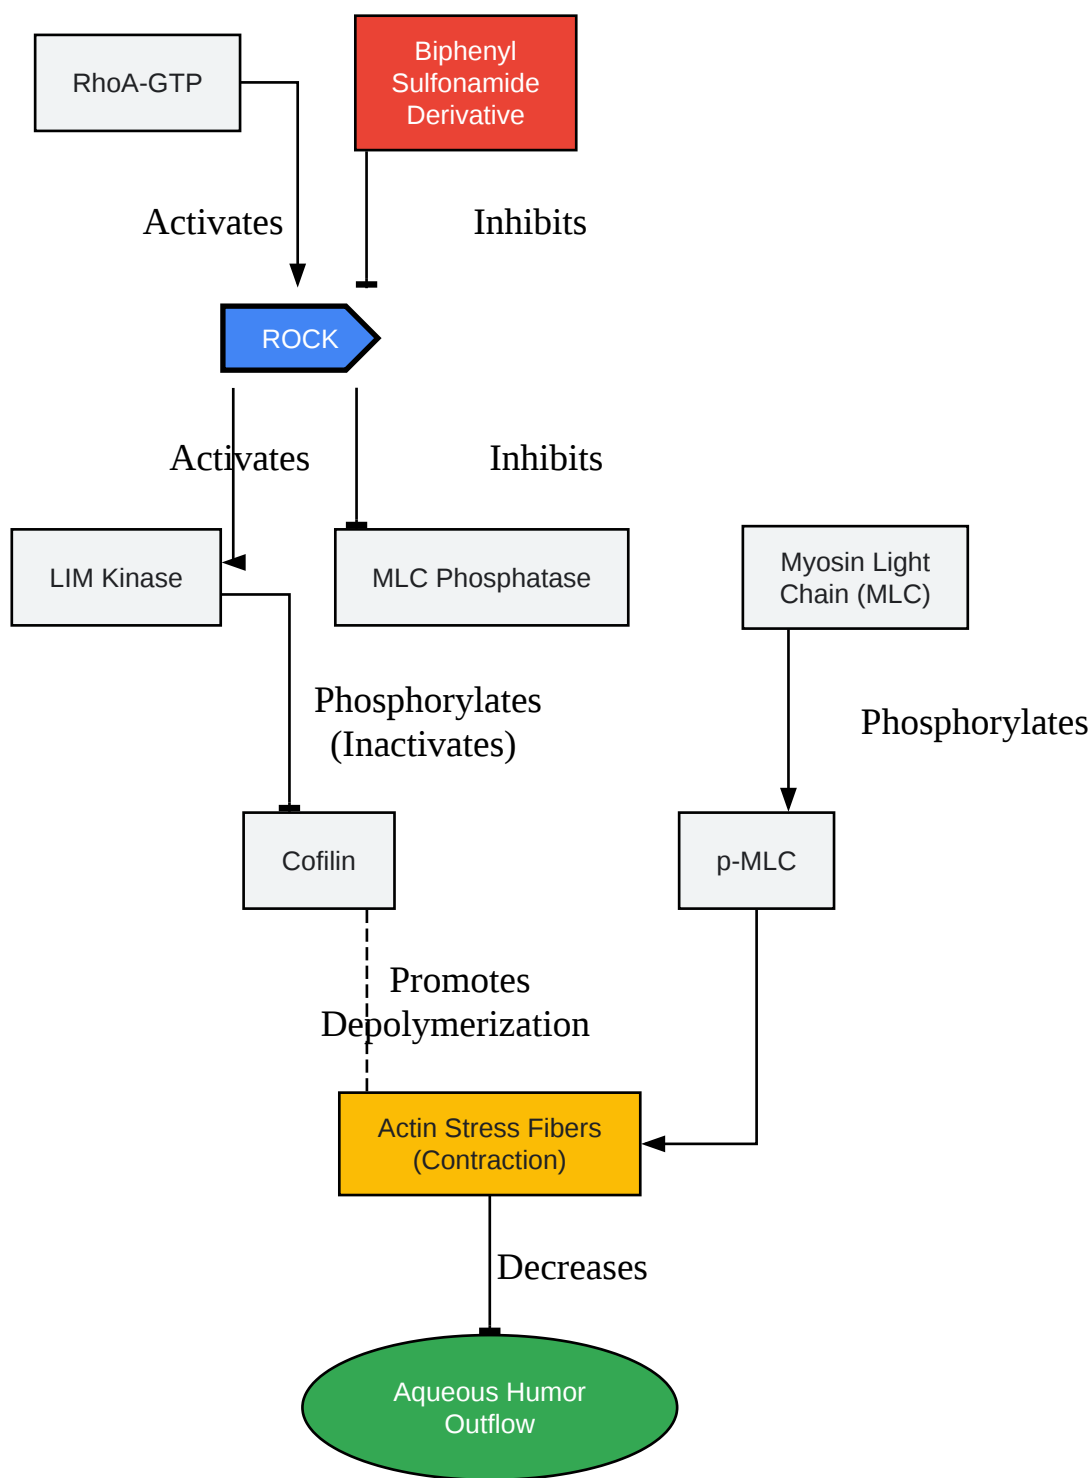 RhoA-GTP
Biphenyl
Sulfonamide
Derivative
Activates
Inhibits
ROCK
Activates
Inhibits
LIM Kinase
MLC Phosphatase
Myosin Light
Chain (MLC)
Phosphorylates
(Inactivates)
Phosphorylates
Cofilin
p-MLC
Promotes
Depolymerization
Actin Stress Fibers
(Contraction)
Decreases
Aqueous Humor
Outflow